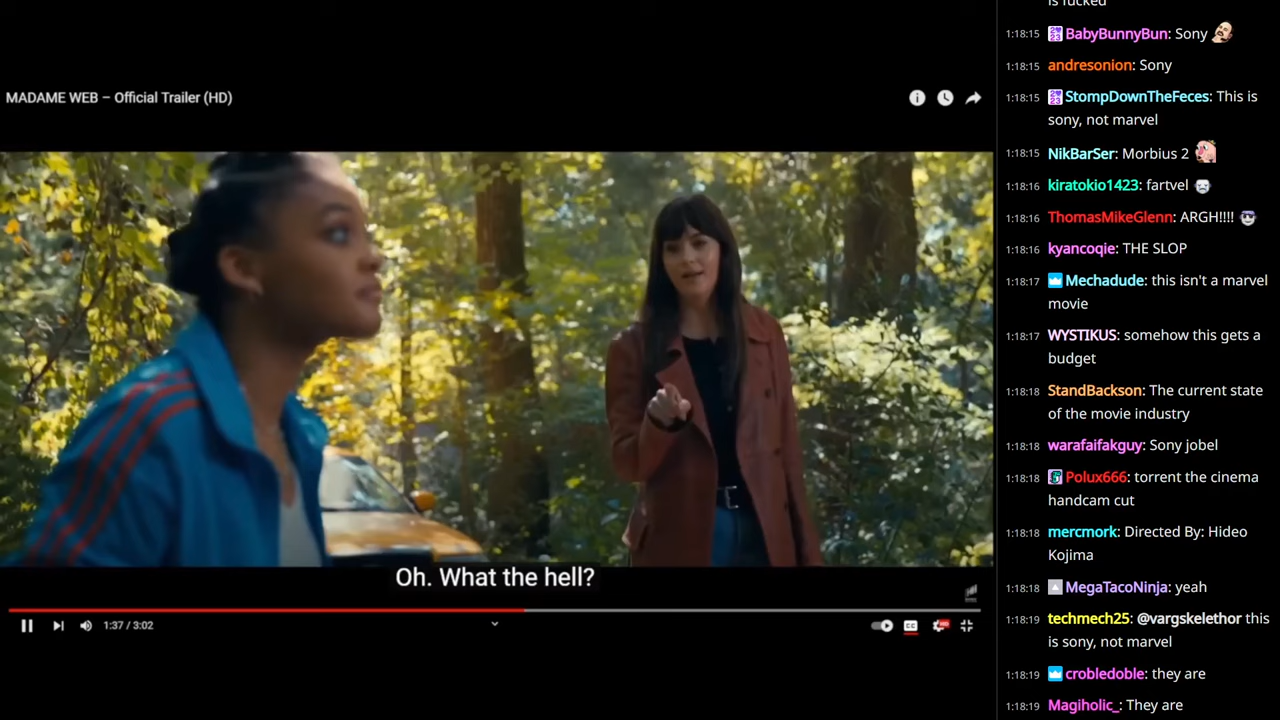 is fucked
1:18:15 BabyBunnyBun: Sony
MADAME WEB – Official Trailer (HD)
1:18:15 andresonion: Sony
1:18:15 StompDownTheFeces: This is
sony, not marvel
1:18:15 NikBarSer: Morbius 2
1:18:16 kiratokio1423: fartvel
1:18:16 ThomasMikeGlenn: ARGH!!!!
1:18:16 kyancoqie: THE SLOP
1:18:17 Mechadude: this isn't a marvel
movie
1:18:17 WYSTIKUS: somehow this gets a
budget
1:18:18 StandBackson: The current state
of the movie industry
1:18:18 warafaifakguy: Sony jobel
1:18:18 Polux666: torrent the cinema
handcam cut
1:18:18 mercmork: Directed By: Hideo
Kojima
Oh. What the hell?
1:18:18 MegaTacoNinja: yeah
1:37 / 3:02
1:18:19 techmech25: @vargskelethor this
is sony, not marvel
1:18:19 crobledoble: they are
1:18:19 Magiholic_: They are